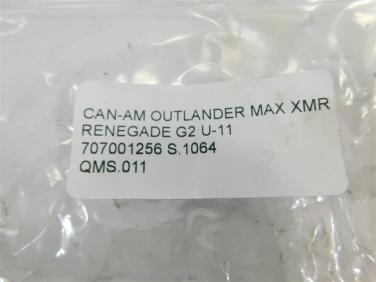 CAN-AM OUTLANDER MAX XMR
RENEGADE G2 U-11
707001256 S.1064
QMS.011